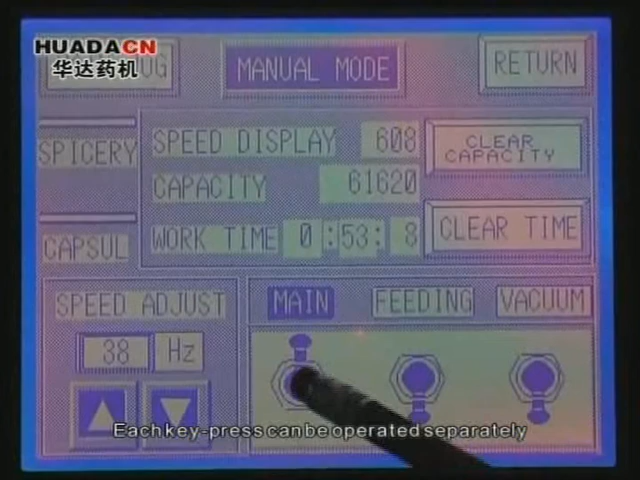 HUADACN
华达药机
MANUAL MODE
RETURN
SPICERY
SPEED DISPLAY 608
CLEAR CAPACITY
CAPACITY 61620
CAPSUL
WORK TIME 0 :53: 8
CLEAR TIME
SPEED ADJUST
MAIN
FEEDING
VACUUM
38 Hz
Each key-press can be operated separately